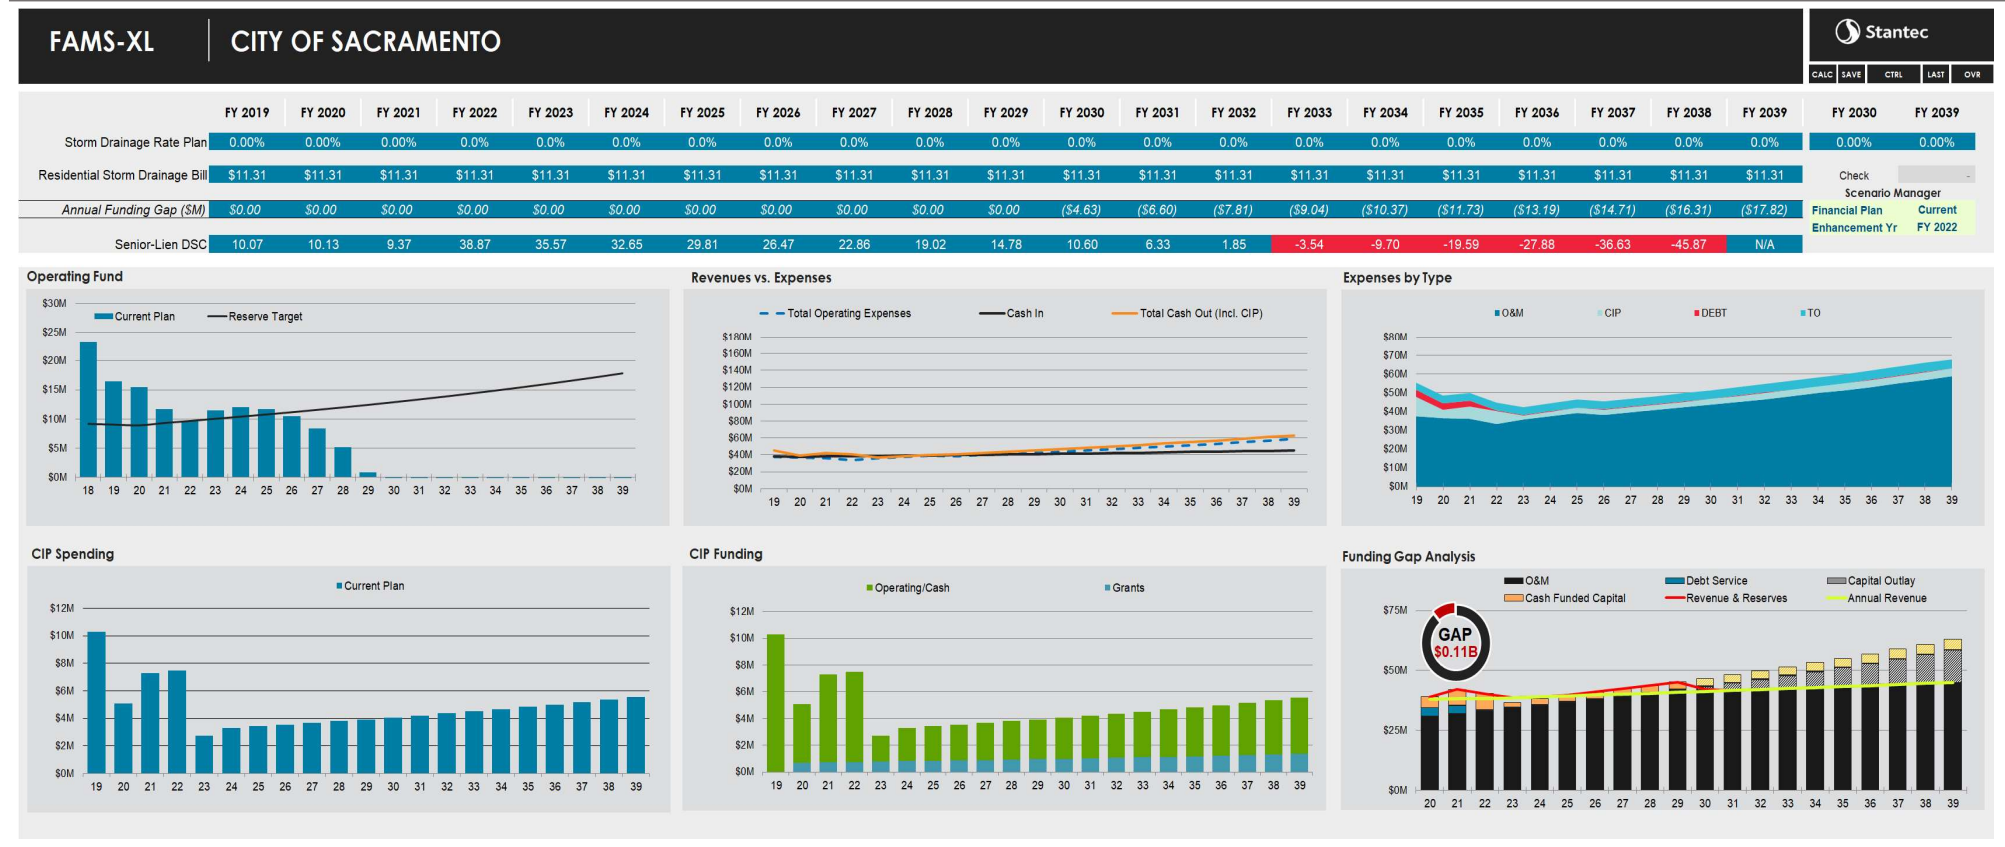 FAMS-XL CITY OF SACRAMENTO
Stantec
CALC SAVE CTRL LAST OVR
FY 2019 FY 2020 FY 2021 FY 2022 FY 2023 FY 2024 FY 2025 FY 2026 FY 2027 FY 2028 FY 2029 FY 2030 FY 2031 FY 2032 FY 2033 FY 2034 FY 2035 FY 2036 FY 2037 FY 2038 FY 2039 FY 2030 FY 2039
Storm Drainage Rate Plan 0.00% 0.00% 0.00% 0.0% 0.0% 0.0% 0.0% 0.0% 0.0% 0.0% 0.0% 0.0% 0.0% 0.0% 0.0% 0.0% 0.0% 0.0% 0.0% 0.0% 0.0% 0.00% 0.00%
Residential Storm Drainage Bill $11.31 $11.31 $11.31 $11.31 $11.31 $11.31 $11.31 $11.31 $11.31 $11.31 $11.31 $11.31 $11.31 $11.31 $11.31 $11.31 $11.31 $11.31 $11.31 $11.31 $11.31 Check -
Scenario Manager
Annual Funding Gap ($M) $0.00 $0.00 $0.00 $0.00 $0.00 $0.00 $0.00 $0.00 $0.00 $0.00 $0.00 ($4.63) ($6.60) ($7.81) ($9.04) ($10.37) ($11.73) ($13.19) ($14.71) ($16.31) ($17.82) Financial Plan Current
Enhancement Yr FY 2022
Senior-Lien DSC 10.07 10.13 9.37 38.87 35.57 32.65 29.81 26.47 22.86 19.02 14.78 10.60 6.33 1.85 -3.54 -9.70 -19.59 -27.88 -36.63 -45.87 N/A
Operating Fund
Current Plan Reserve Target
$30M
$25M
$20M
$15M
$10M
$5M
$0M
18 19 20 21 22 23 24 25 26 27 28 29 30 31 32 33 34 35 36 37 38 39
Revenues vs. Expenses
Total Operating Expenses Cash In Total Cash Out (Incl. CIP)
$180M
$160M
$140M
$120M
$100M
$80M
$60M
$40M
$20M
$0M
19 20 21 22 23 24 25 26 27 28 29 30 31 32 33 34 35 36 37 38 39
Expenses by Type
O&M CIP DEBT TO
$80M
$70M
$60M
$50M
$40M
$30M
$20M
$10M
$0M
19 20 21 22 23 24 25 26 27 28 29 30 31 32 33 34 35 36 37 38 39
CIP Spending
Current Plan
$12M
$10M
$8M
$6M
$4M
$2M
$0M
19 20 21 22 23 24 25 26 27 28 29 30 31 32 33 34 35 36 37 38 39
CIP Funding
Operating/Cash Grants
$12M
$10M
$8M
$6M
$4M
$2M
$0M
19 20 21 22 23 24 25 26 27 28 29 30 31 32 33 34 35 36 37 38 39
Funding Gap Analysis
O&M Debt Service Capital Outlay
Cash Funded Capital Revenue & Reserves Annual Revenue
$75M
GAP
$0.11B
$50M
$25M
$0M
20 21 22 23 24 25 26 27 28 29 30 31 32 33 34 35 36 37 38 39